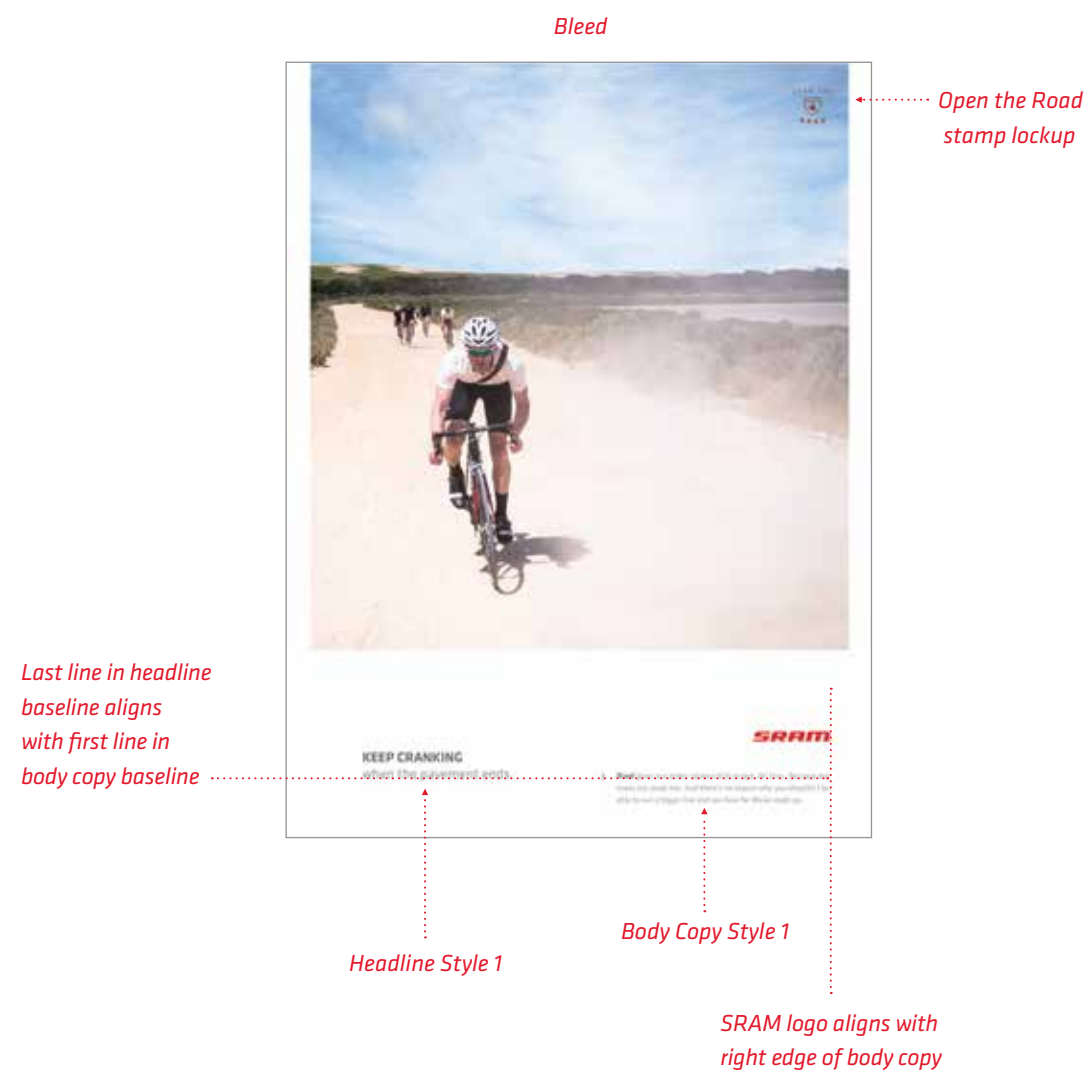 Bleed
Open the Road
stamp lockup
Last line in headline
baseline aligns
with first line in
body copy baseline
SRAM
KEEP CRANKING
when the pavement ends.
Body Copy Style 1
Headline Style 1
SRAM logo aligns with
right edge of body copy